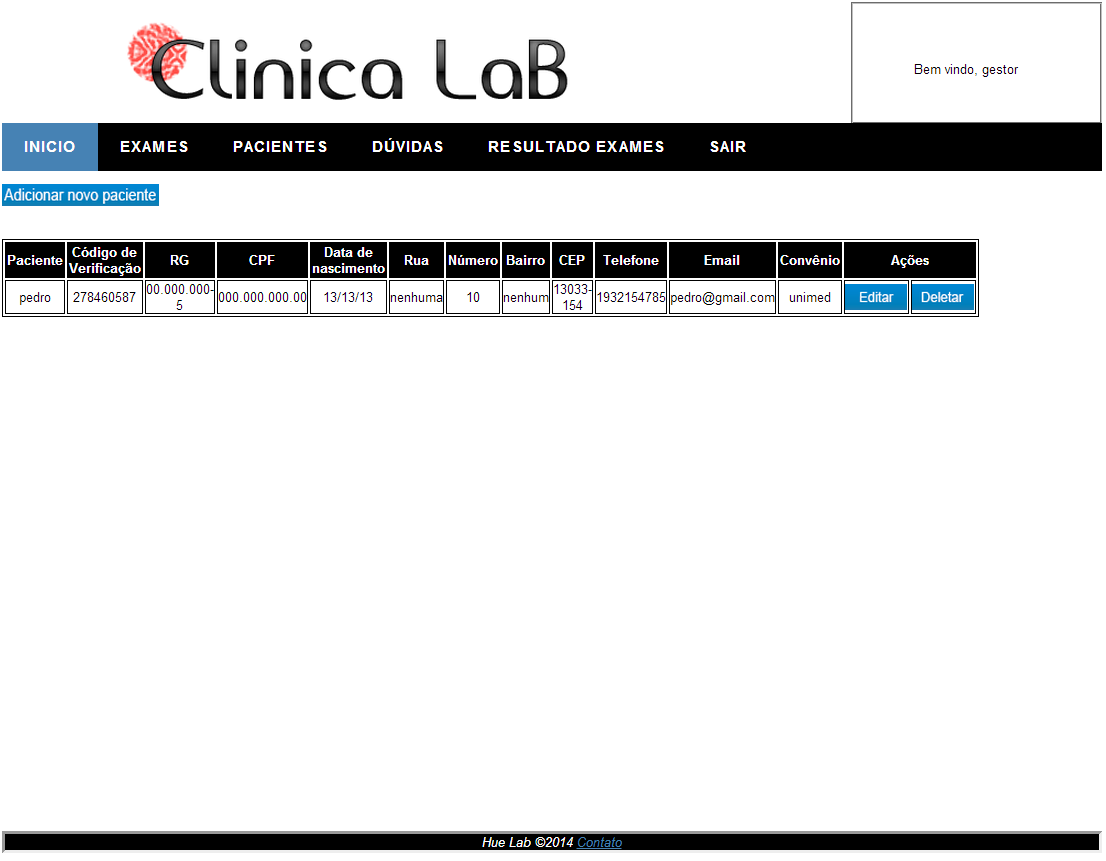 Clinica LaB
Bem vindo, gestor
INICIO EXAMES PACIENTES DÚVIDAS RESULTADO EXAMES SAIR
Adicionar novo paciente
Paciente Código de Verificação RG CPF Data de nascimento Rua Número Bairro CEP Telefone Email Convênio Ações
pedro 278460587 00.000.000-5 000.000.000.00 13/13/13 nenhuma 10 nenhum 13033-154 1932154785 pedro@gmail.com unimed Editar Deletar
Hue Lab ©2014 Contato